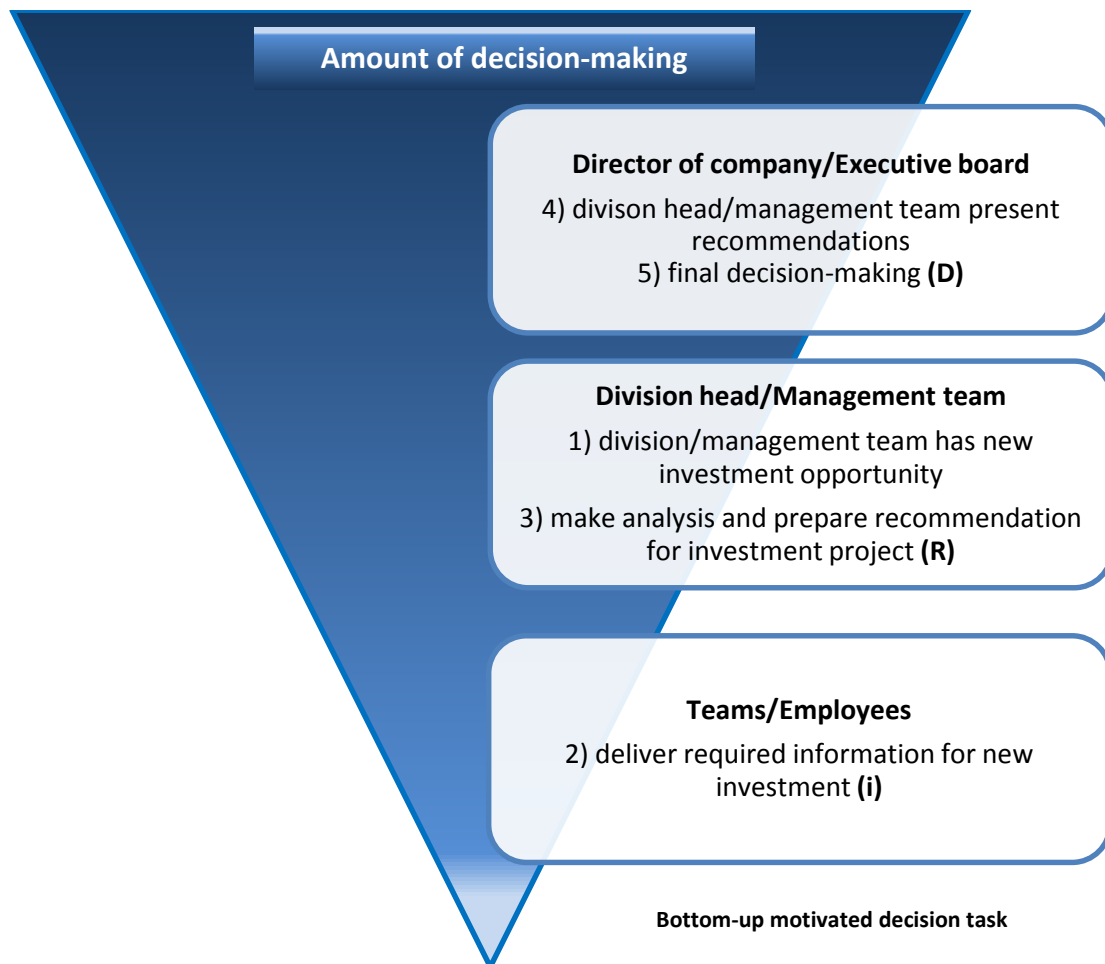 Amount of decision-making
Director of company/Executive board
4) divison head/management team present
recommendations
5) final decision-making (D)
Division head/Management team
1) division/management team has new
investment opportunity
3) make analysis and prepare recommendation
for investment project (R)
Teams/Employees
2) deliver required information for new
investment (i)
Bottom-up motivated decision task